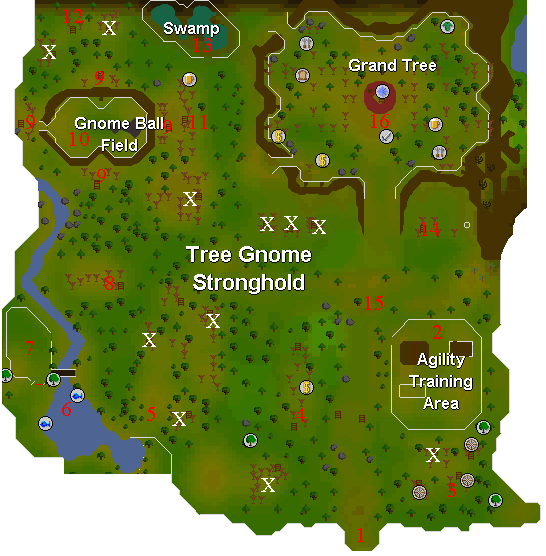 12
X
Swamp
13
X
Grand Tree
9
16
9
Gnome Ball
Field
10
9
11
9
X
X X X
14
Tree Gnome
Stronghold
8
15
X
2
7
X
Agility
Training
Area
6
5
X
4
X
X
3
1